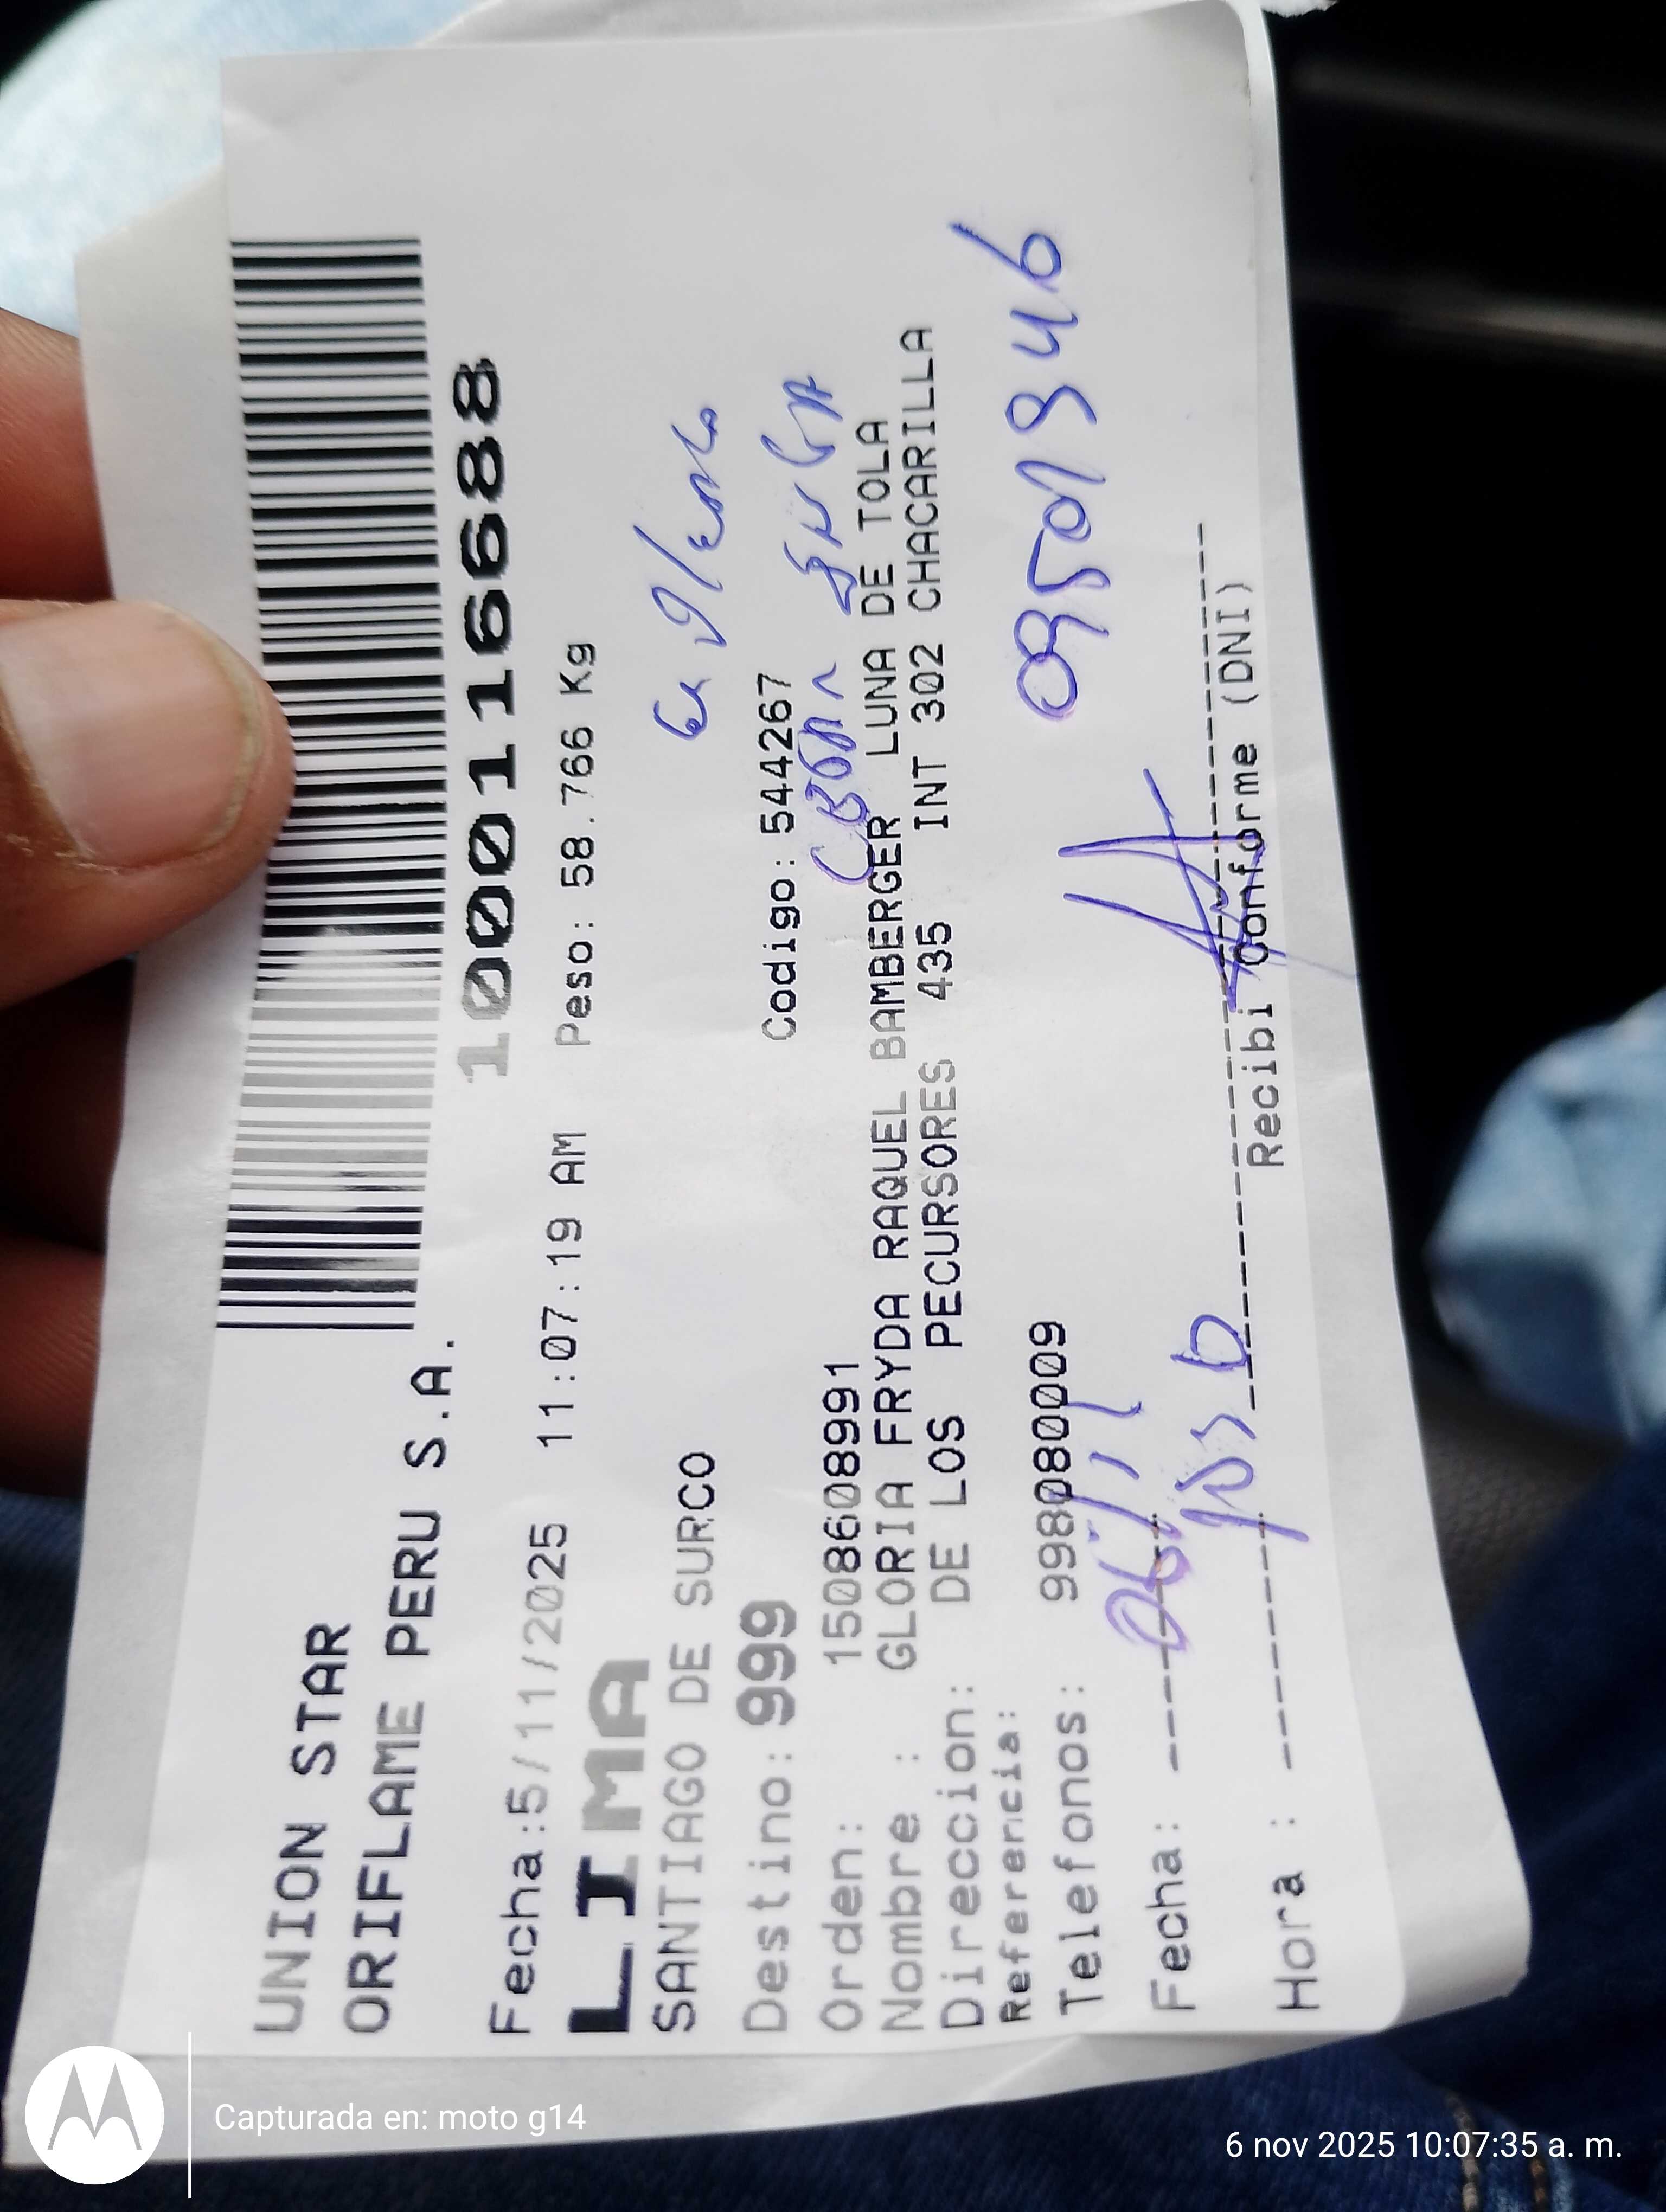 UNION STAR
ORIFLAME PERU S.A.
1000116688
Fecha:5/11/2025 11:07:19 AM Peso: 58.766 Kg
LIMA
SANTIAGO DE SURCO
Destino: 999 Codigo: 544267
Orden: 1508608991
Nombre : GLORIA FRYDA RAQUEL BAMBERGER LUNA DE TOLA
Direccion: DE LOS PECURSORES 435 INT 302 CHACARILLA
Referencia:
Telefonos: 998080009
Fecha: 06/11
Hora :
Recibi Conforme (DNI)
Capturada en: moto g14
6 nov 2025 10:07:35 a. m.